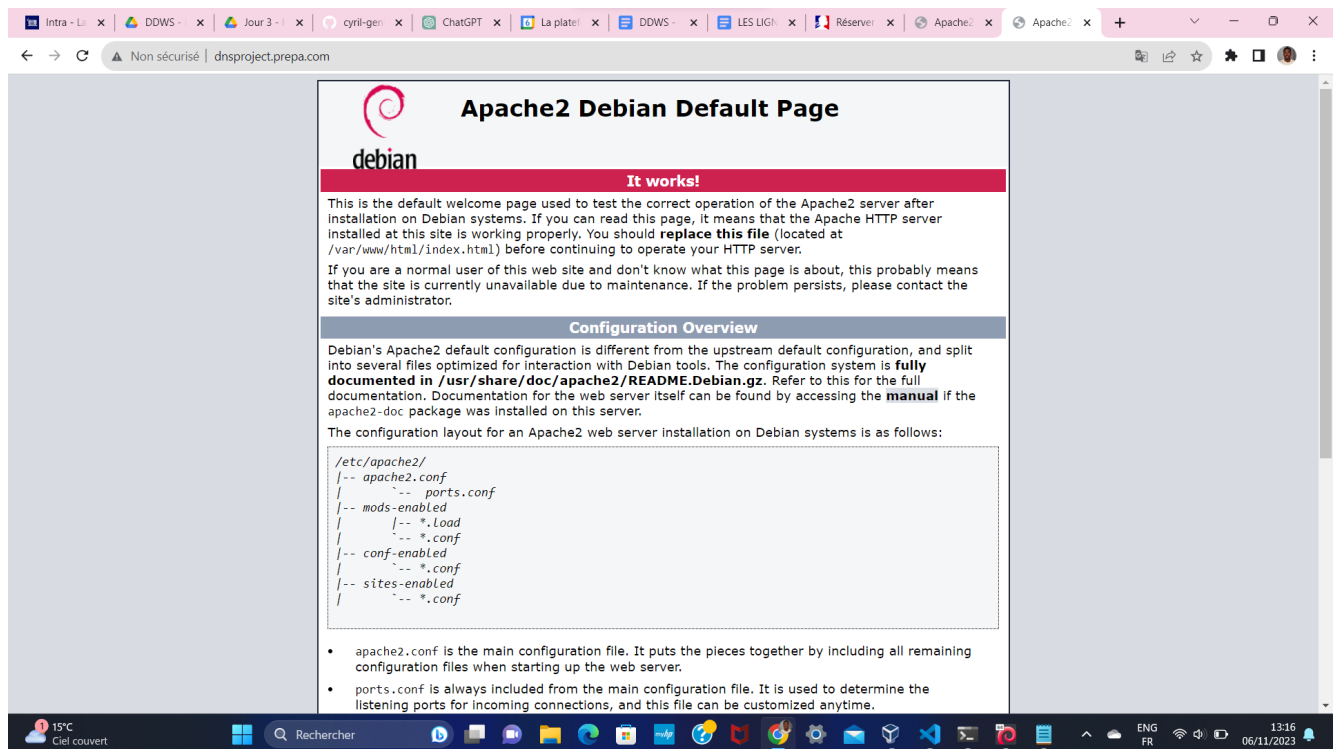 Intra - La
DDWS -
Jour 3 -
cyril-gen
ChatGPT
La platef
DDWS -
LES LIGN
Réserver
Apache2
Apache2
Non sécurisé | dnsproject.prepa.com
Apache2 Debian Default Page
debian
It works!
This is the default welcome page used to test the correct operation of the Apache2 server after
installation on Debian systems. If you can read this page, it means that the Apache HTTP server
installed at this site is working properly. You should replace this file (located at
/var/www/html/index.html) before continuing to operate your HTTP server.
If you are a normal user of this web site and don't know what this page is about, this probably means
that the site is currently unavailable due to maintenance. If the problem persists, please contact the
site's administrator.
Configuration Overview
Debian's Apache2 default configuration is different from the upstream default configuration, and split
into several files optimized for interaction with Debian tools. The configuration system is fully
documented in /usr/share/doc/apache2/README.Debian.gz. Refer to this for the full
documentation. Documentation for the web server itself can be found by accessing the manual if the
apache2-doc package was installed on this server.
The configuration layout for an Apache2 web server installation on Debian systems is as follows:
/etc/apache2/
|-- apache2.conf
|       `--  ports.conf
|-- mods-enabled
|       |-- *.load
|       `-- *.conf
|-- conf-enabled
|       `-- *.conf
|-- sites-enabled
|       `-- *.conf
• apache2.conf is the main configuration file. It puts the pieces together by including all remaining
configuration files when starting up the web server.
• ports.conf is always included from the main configuration file. It is used to determine the
listening ports for incoming connections, and this file can be customized anytime.
1
15°C
Ciel couvert
Rechercher
ENG
FR
13:16
06/11/2023